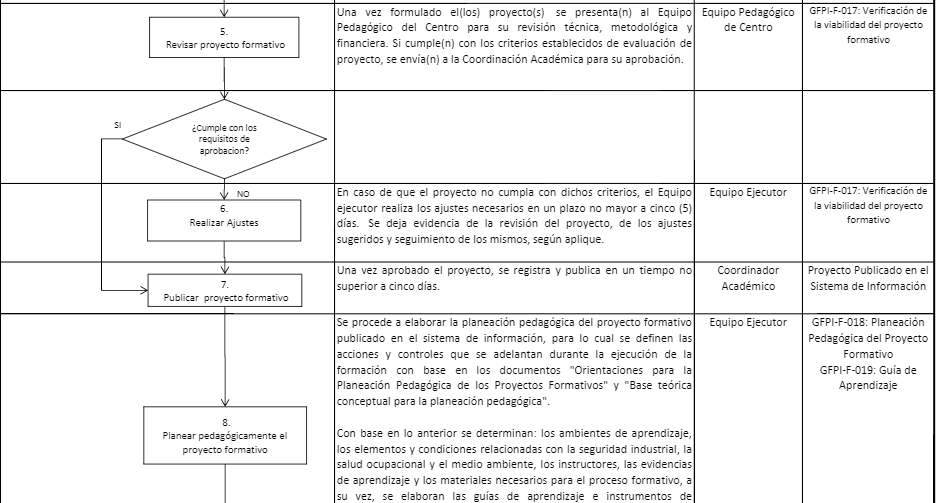 5.
Revisar proyecto formativo
Una vez formulado el(los) proyecto(s) se presenta(n) al Equipo
Pedagógico del Centro para su revisión técnica, metodológica y
financiera. Si cumple(n) con los criterios establecidos de evaluación de
proyecto, se envía(n) a la Coordinación Académica para su aprobación.
Equipo Pedagógico
de Centro
GFPI-F-017: Verificación de
la viabilidad del proyecto
formativo
SI
¿Cumple con los
requisitos de
aprobacion?
NO
6.
Realizar Ajustes
En caso de que el proyecto no cumpla con dichos criterios, el Equipo
ejecutor realiza los ajustes necesarios en un plazo no mayor a cinco (5)
días. Se deja evidencia de la revisión del proyecto, de los ajustes
sugeridos y seguimiento de los mismos, según aplique.
Equipo Ejecutor
GFPI-F-017: Verificación de
la viabilidad del proyecto
formativo
7.
Publicar proyecto formativo
Una vez aprobado el proyecto, se registra y publica en un tiempo no
superior a cinco días.
Coordinador
Académico
Proyecto Publicado en el
Sistema de Información
8.
Planear pedagógicamente el
proyecto formativo
Se procede a elaborar la planeación pedagógica del proyecto formativo
publicado en el sistema de información, para lo cual se definen las
acciones y controles que se adelantan durante la ejecución de la
formación con base en los documentos "Orientaciones para la
Planeación Pedagógica de los Proyectos Formativos" y "Base teórica
conceptual para la planeación pedagógica".
Con base en lo anterior se determinan: los ambientes de aprendizaje,
los elementos y condiciones relacionadas con la seguridad industrial, la
salud ocupacional y el medio ambiente, los instructores, las evidencias
de aprendizaje y los materiales necesarios para el proceso formativo, a
su vez, se elaboran las guías de aprendizaje e instrumentos de
Equipo Ejecutor
GFPI-F-018: Planeación
Pedagógica del Proyecto
Formativo
GFPI-F-019: Guía de
Aprendizaje